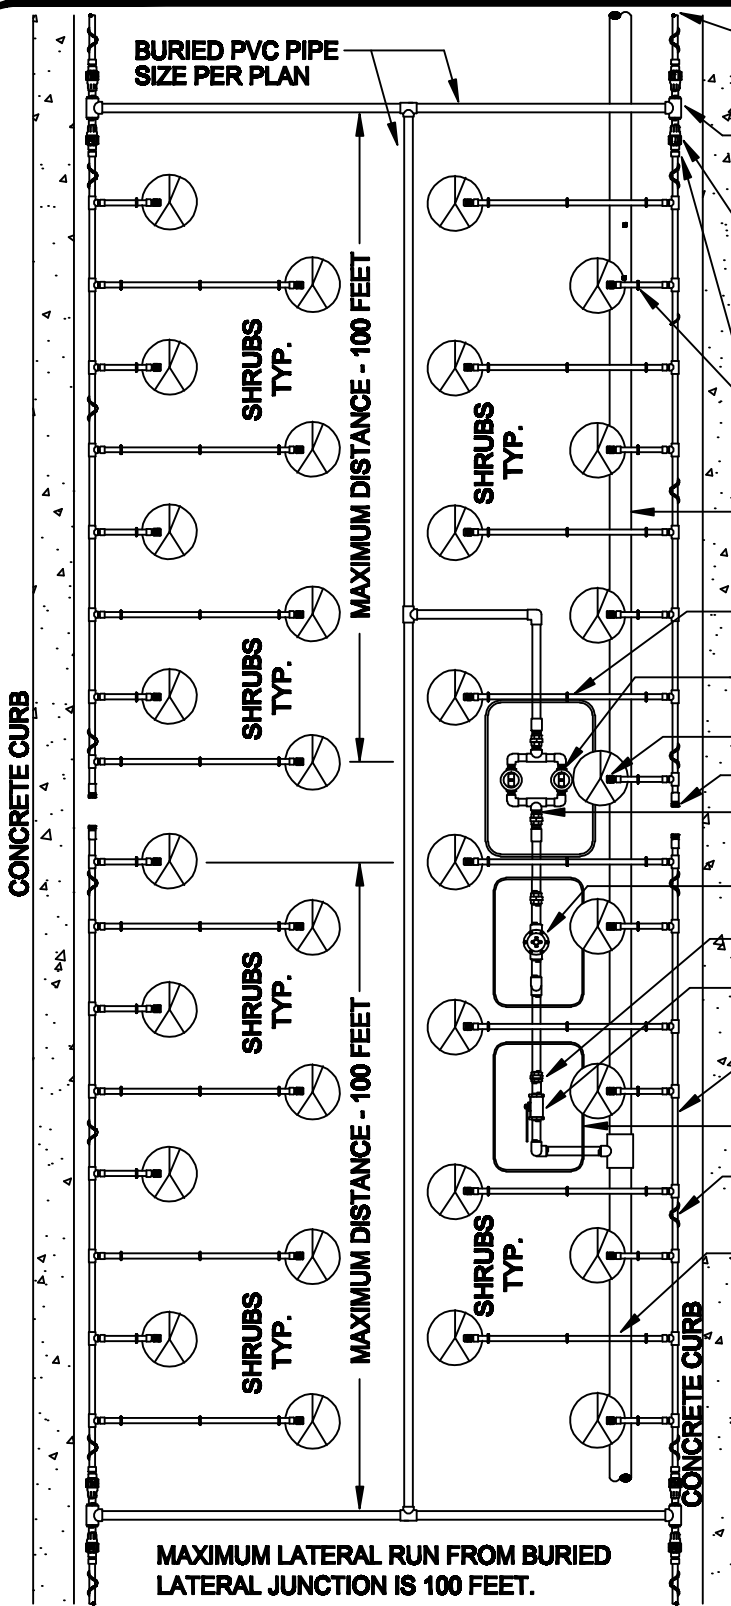 BURIED PVC PIPE
SIZE PER PLAN
MAXIMUM DISTANCE - 100 FEET
SHRUBS
TYP.
SHRUBS
TYP.
SHRUBS
TYP.
CONCRETE CURB
SHRUBS
TYP.
MAXIMUM DISTANCE - 100 FEET
SHRUBS
TYP.
SHRUBS
TYP.
CONCRETE CURB
MAXIMUM LATERAL RUN FROM BURIED
LATERAL JUNCTION IS 100 FEET.